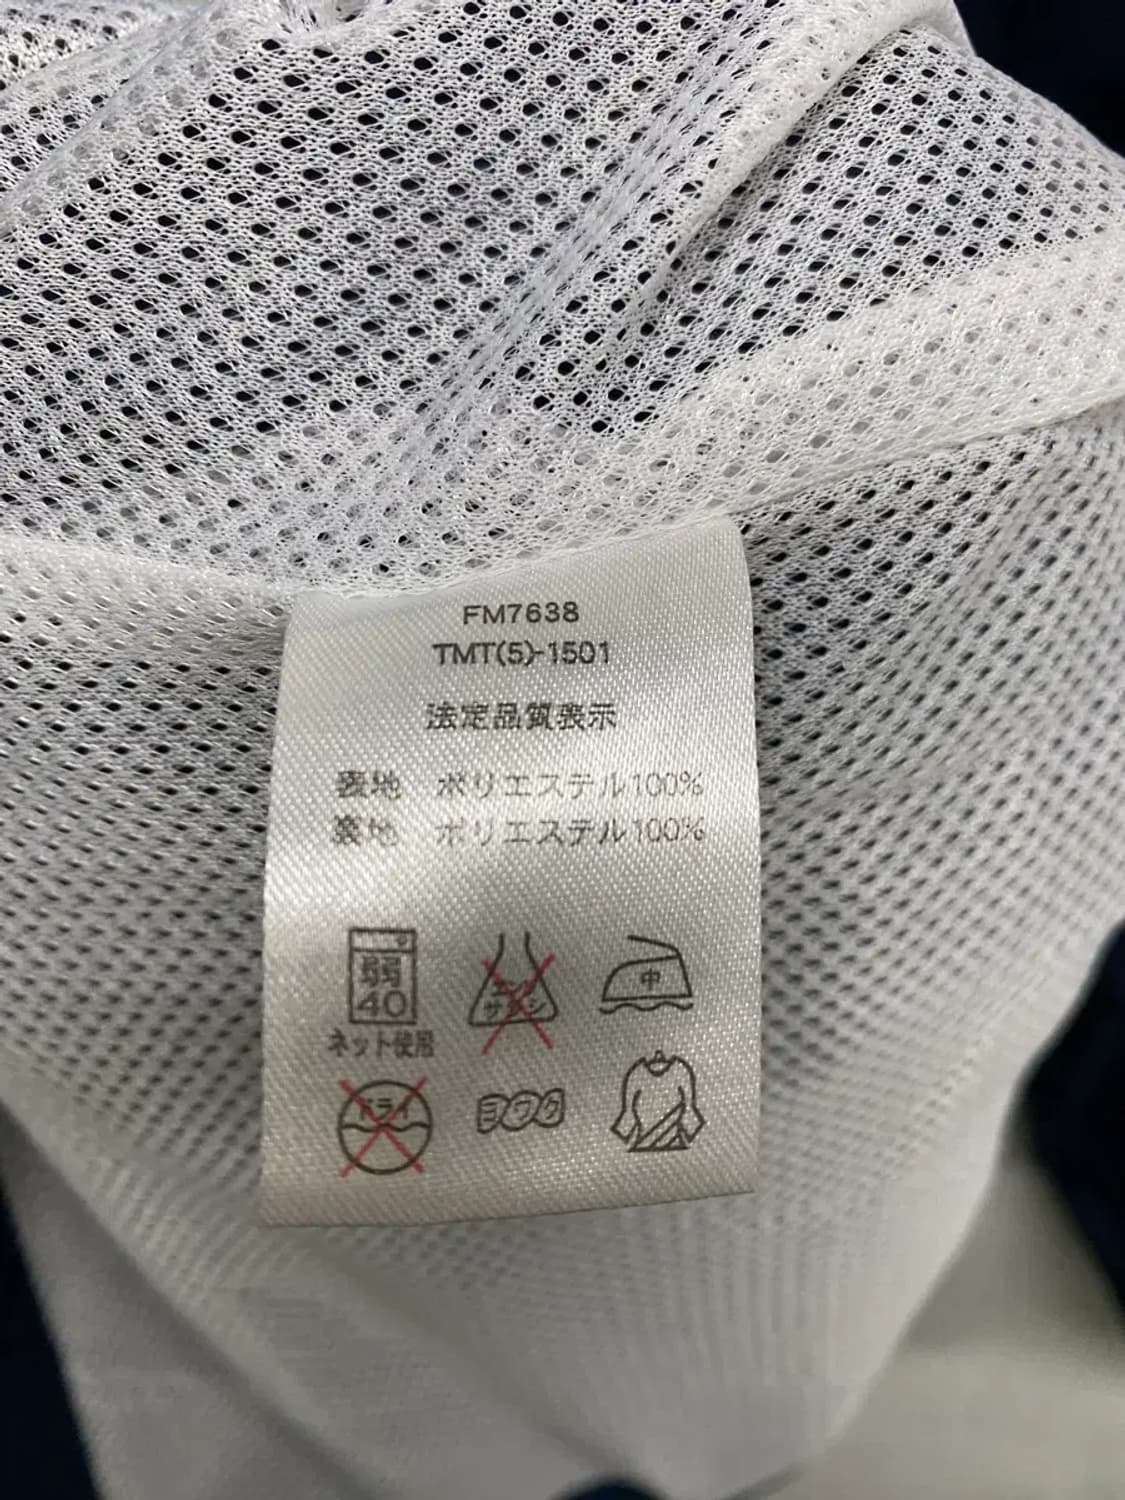 FM7638
TMT(5)-1501
法定品質表示
表地 ポリエステル100%
裏地 ポリエステル100%
弱
40
エンソ
サラシ
中
ネット使用
ドライ
ヨワク